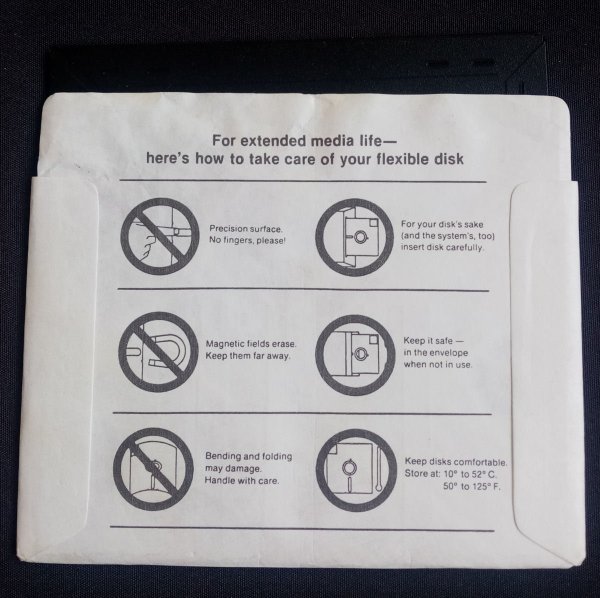 For extended media life—
here's how to take care of your flexible disk
Precision surface.
No fingers, please!
For your disk's sake
(and the system's, too)
insert disk carefully.
Magnetic fields erase.
Keep them far away.
Keep it safe —
in the envelope
when not in use.
Bending and folding
may damage.
Handle with care.
Keep disks comfortable.
Store at: 10° to 52° C.
50° to 125° F.